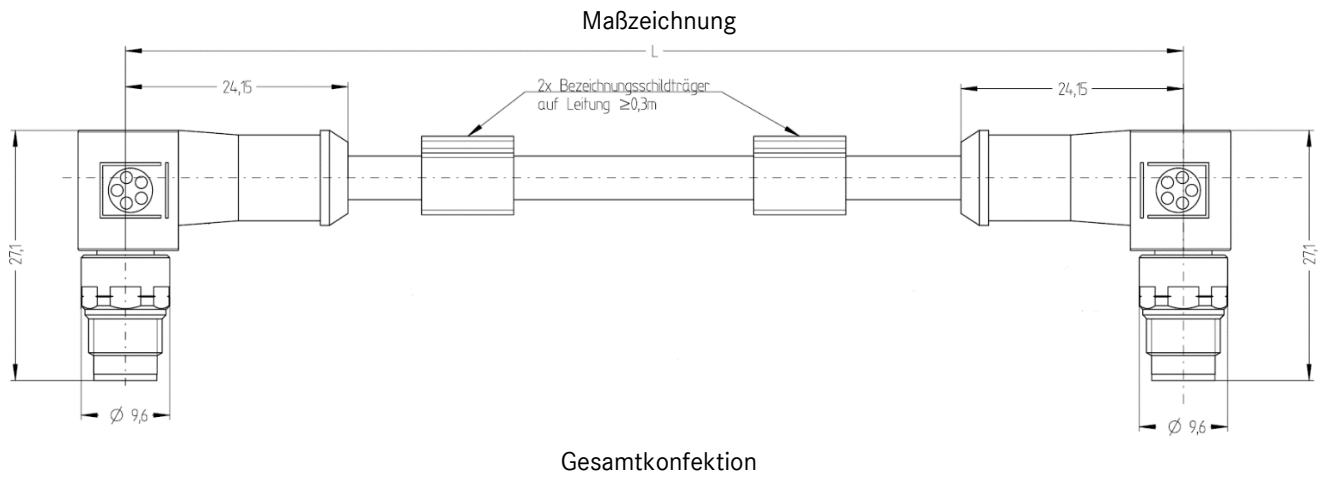 Maßzeichnung
L
24,15
2x Bezeichnungsschildträger
auf Leitung ≥0,3m
24,15
27,1
27,1
Ø 9,6
Ø 9,6
Gesamtkonfektion